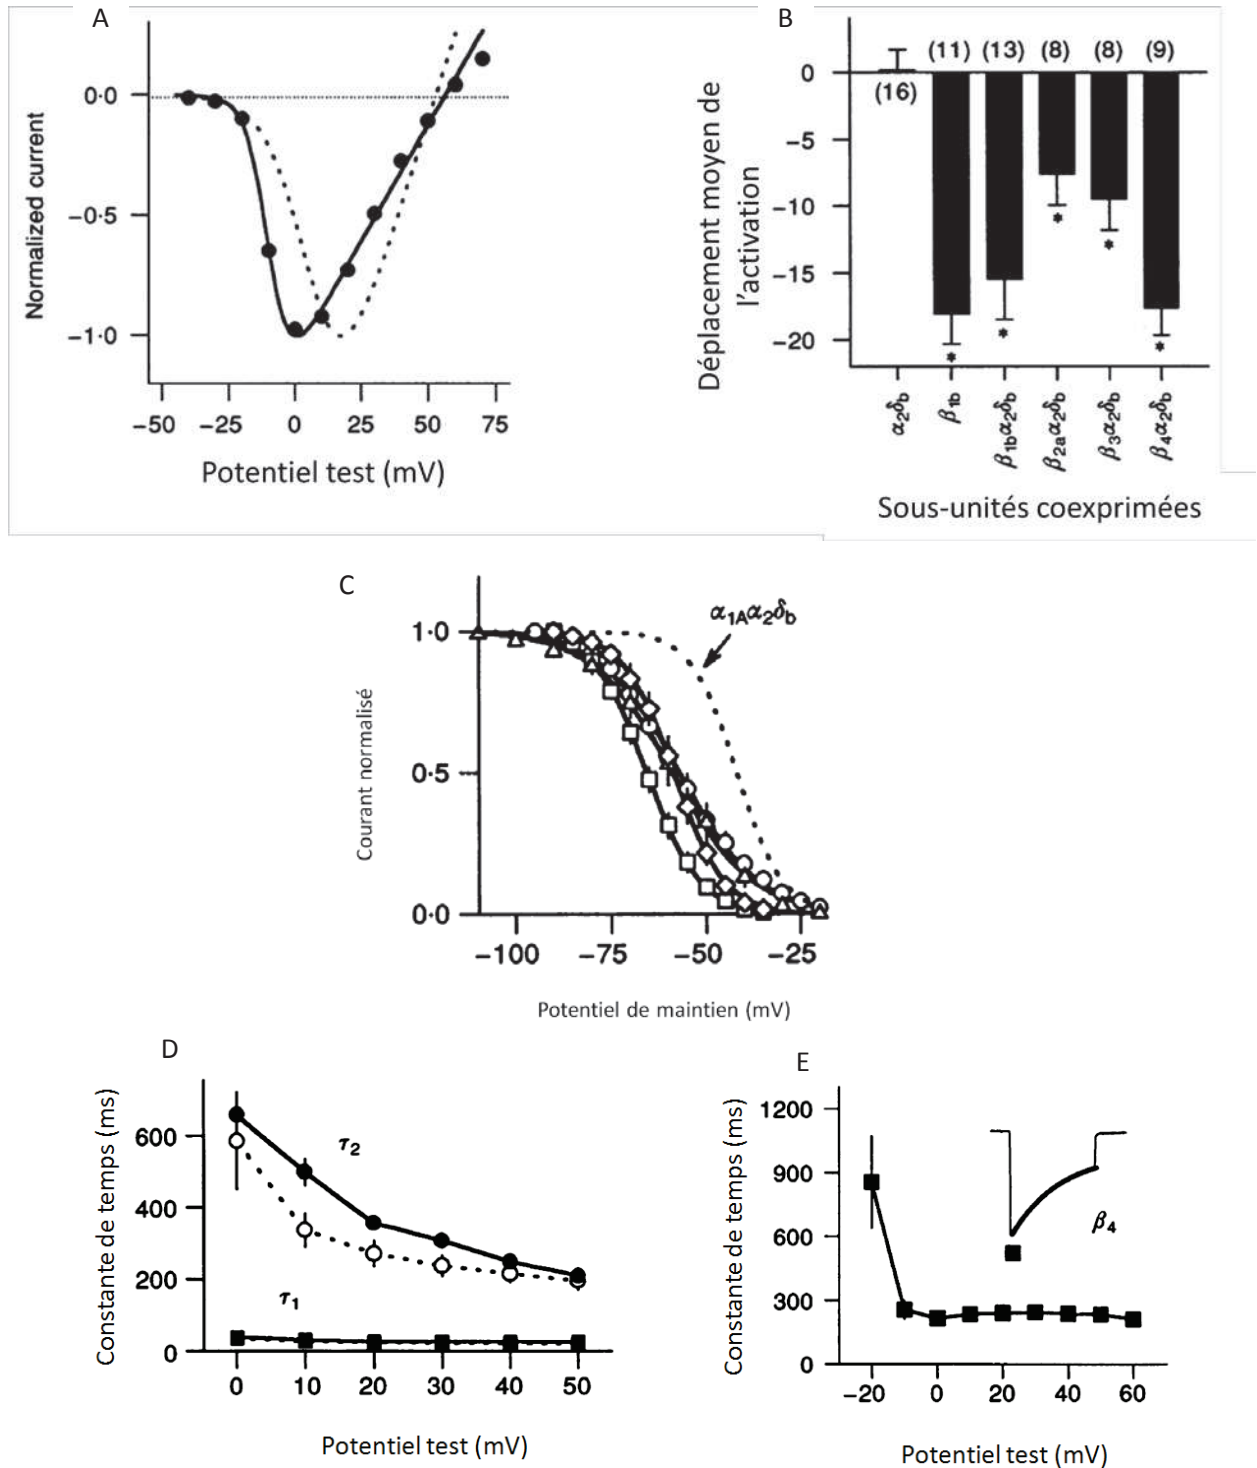 A
0·0
−0·5
−1·0
Normalized current
−50 −25 0 25 50 75
Potentiel test (mV)
B
(11) (13) (8) (8) (9)
(16)
0
−5
−10
−15
−20
* * * * *
Déplacement moyen de
l'activation
α₂δb β1b β1bα₂δb β2aα₂δb β₃α₂δb β₄α₂δb
Sous-unités coexprimées
C
α1Aα₂δb
1·0
0·5
0·0
Courant normalisé
−100 −75 −50 −25
Potentiel de maintien (mV)
D
600
400
200
0
τ₂
τ₁
Constante de temps (ms)
0 10 20 30 40 50
Potentiel test (mV)
E
1200
900
600
300
0
β₄
Constante de temps (ms)
−20 0 20 40 60
Potentiel test (mV)